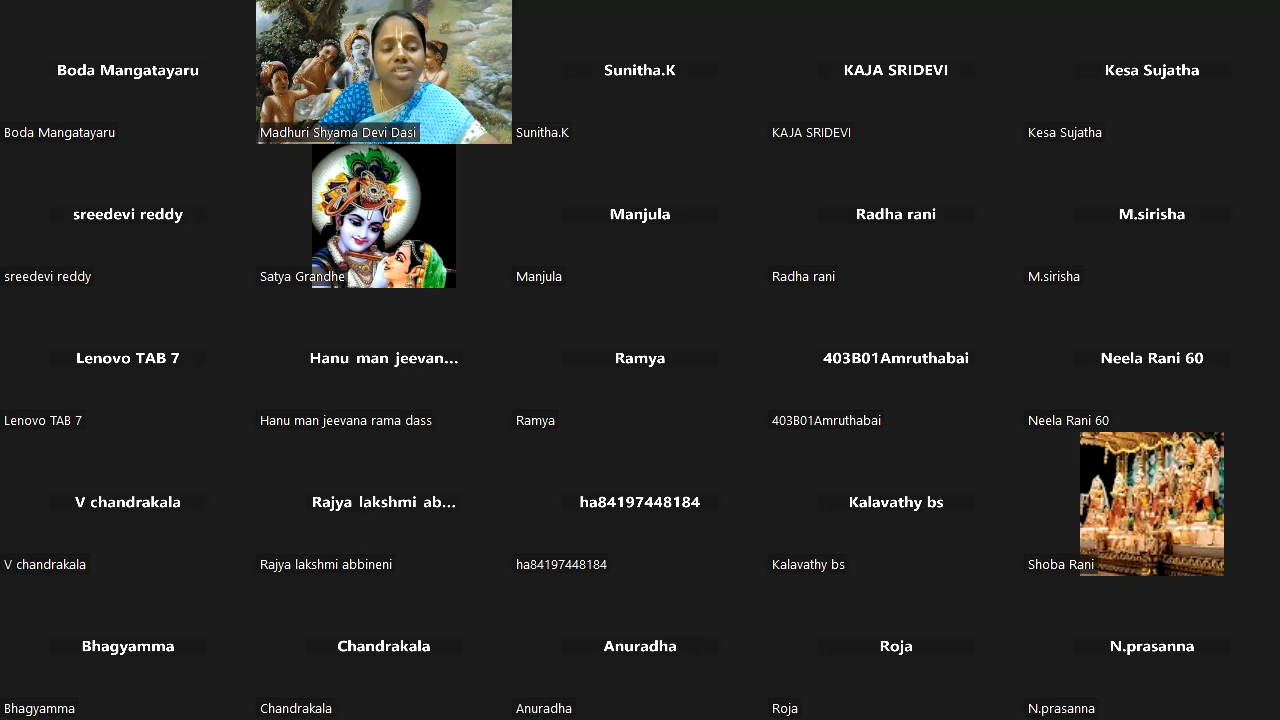 Boda Mangatayaru
Sunitha.K
KAJA SRIDEVI
Kesa Sujatha
Boda Mangatayaru
Madhuri Shyama Devi Dasi
Sunitha.K
KAJA SRIDEVI
Kesa Sujatha
sreedevi reddy
Manjula
Radha rani
M.sirisha
sreedevi reddy
Satya Grandhe
Manjula
Radha rani
M.sirisha
Lenovo TAB 7
Hanu man jeevan...
Ramya
403B01Amruthabai
Neela Rani 60
Lenovo TAB 7
Hanu man jeevana rama dass
Ramya
403B01Amruthabai
Neela Rani 60
V chandrakala
Rajya lakshmi ab...
ha84197448184
Kalavathy bs
V chandrakala
Rajya lakshmi abbineni
ha84197448184
Kalavathy bs
Shoba Rani
Bhagyamma
Chandrakala
Anuradha
Roja
N.prasanna
Bhagyamma
Chandrakala
Anuradha
Roja
N.prasanna